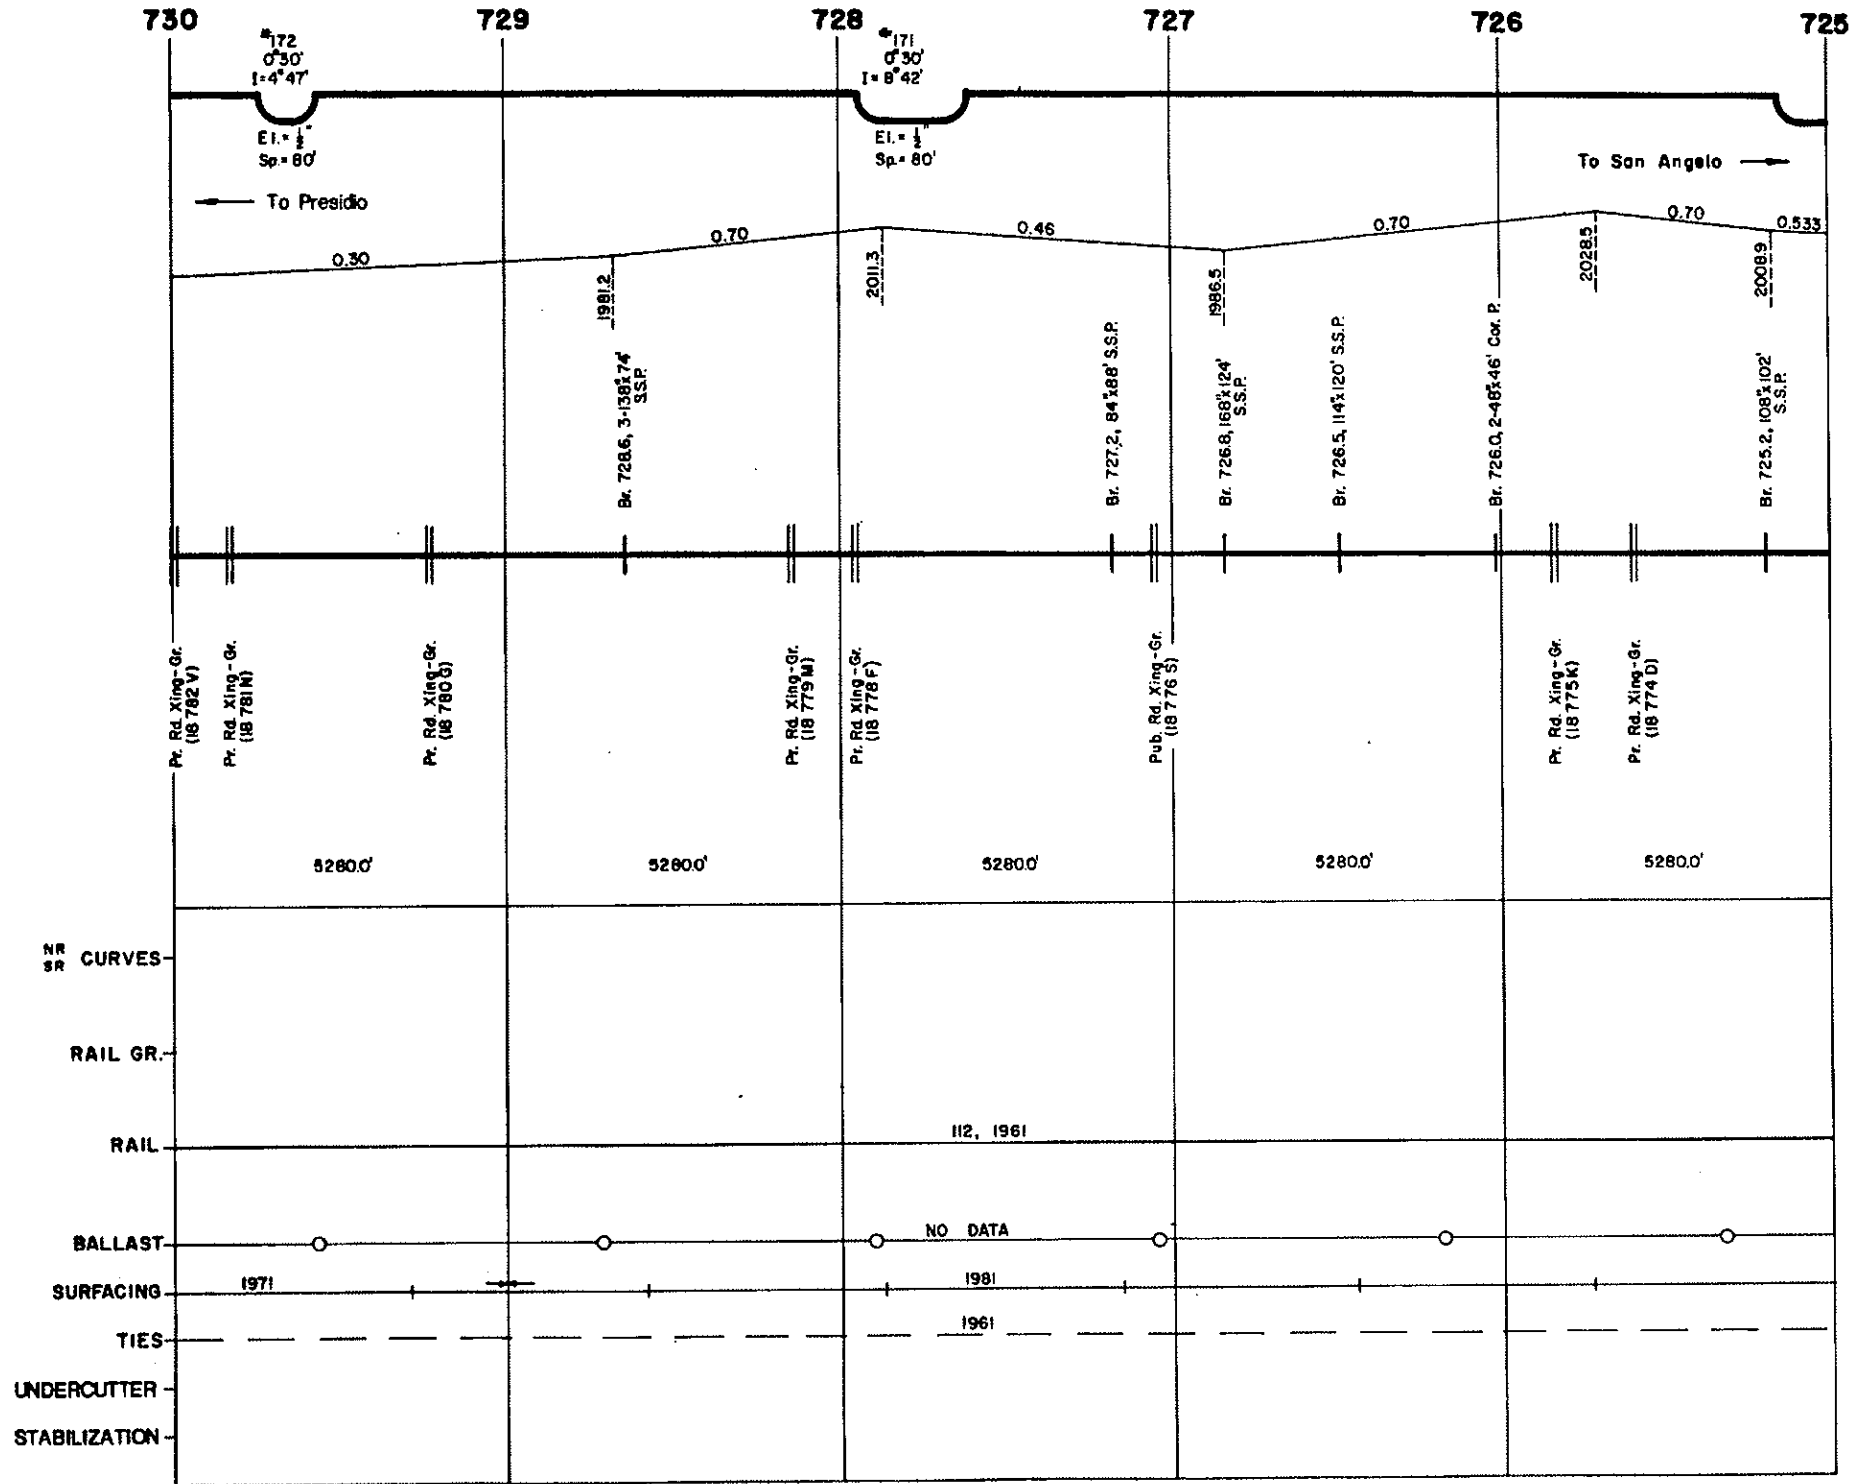 730 729 728 727 726 725
#172
0°30'
I=4°47'
#171
0°30'
I=8°42'
El.=½"
Sp.=80'
El.=½"
Sp.=80'
To San Angelo
To Presidio
0.30
0.70
0.46
0.70
0.70
0.533
1981.2
2011.3
1986.5
2028.5
2008.9
Br. 728.6, 3-138"x74'
S.S.P.
Br. 727.2, 84"x88' S.S.P.
Br. 726.8, 168"x124'
S.S.P.
Br. 726.5, 114"x120' S.S.P.
Br. 726.0, 2-48"x46' Cor. P.
Br. 725.2, 108"x102'
S.S.P.
Pr. Rd. Xing-Gr.
(18 782 V)
Pr. Rd. Xing-Gr.
(18 781 N)
Pr. Rd. Xing-Gr.
(18 780 G)
Pr. Rd. Xing-Gr.
(18 779 M)
Pr. Rd. Xing-Gr.
(18 778 F)
Pub. Rd. Xing-Gr.
(18 776 S)
Pr. Rd. Xing-Gr.
(18 775 K)
Pr. Rd. Xing-Gr.
(18 774 D)
5280.0' 5280.0' 5280.0' 5280.0' 5280.0'
NR
SR CURVES
RAIL GR.
RAIL 112, 1961
BALLAST NO DATA
SURFACING 1971 1981
TIES 1961
UNDERCUTTER
STABILIZATION